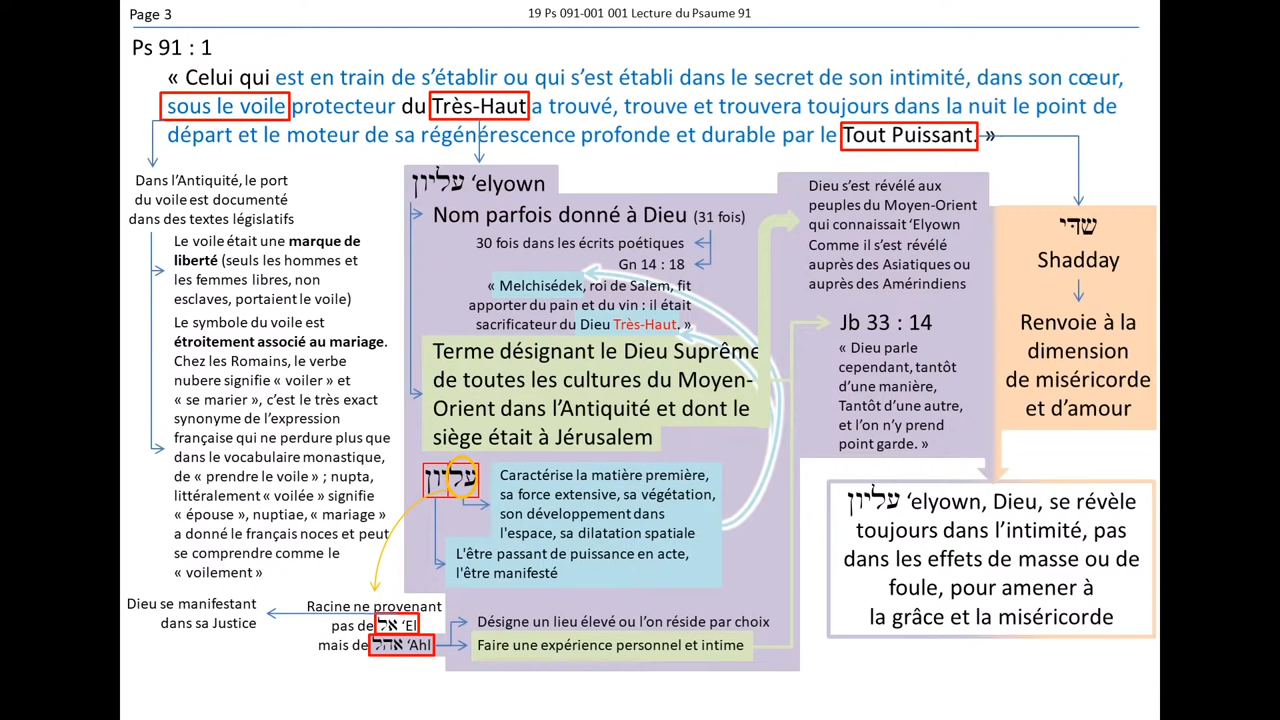 Page 3
19 Ps 091-001 001 Lecture du Psaume 91
Ps 91 : 1
« Celui qui est en train de s’établir ou qui s’est établi dans le secret de son intimité, dans son cœur,
sous le voile protecteur du Très-Haut a trouvé, trouve et trouvera toujours dans la nuit le point de
départ et le moteur de sa régénérescence profonde et durable par le Tout Puissant. »
Dans l’Antiquité, le port
du voile est documenté
dans des textes législatifs
Le voile était une marque de
liberté (seuls les hommes et
les femmes libres, non
esclaves, portaient le voile)
Le symbole du voile est
étroitement associé au mariage.
Chez les Romains, le verbe
nubere signifie « voiler » et
« se marier », c’est le très exact
synonyme de l’expression
française qui ne perdure plus que
dans le vocabulaire monastique,
de « prendre le voile » ; nupta,
littéralement « voilée » signifie
« épouse », nuptiae, « mariage »
a donné le français noces et peut
se comprendre comme le
« voilement »
עליון ‘elyown
Nom parfois donné à Dieu (31 fois)
30 fois dans les écrits poétiques
Gn 14 : 18
« Melchisédek, roi de Salem, fit
apporter du pain et du vin : il était
sacrificateur du Dieu Très-Haut. »
Terme désignant le Dieu Suprême
de toutes les cultures du Moyen-
Orient dans l’Antiquité et dont le
siège était à Jérusalem
עליון
Caractérise la matière première,
sa force extensive, sa végétation,
son développement dans
l'espace, sa dilatation spatiale
L'être passant de puissance en acte,
l'être manifesté
Racine ne provenant
pas de אל ‘El
mais de אהל ‘Ahl
Dieu se manifestant
dans sa Justice
Désigne un lieu élevé ou l’on réside par choix
Faire une expérience personnel et intime
Dieu s’est révélé aux
peuples du Moyen-Orient
qui connaissait ‘Elyown
Comme il s’est révélé
auprès des Asiatiques ou
auprès des Amérindiens
Jb 33 : 14
« Dieu parle
cependant, tantôt
d’une manière,
Tantôt d’une autre,
et l’on n’y prend
point garde. »
שדּי
Shadday
Renvoie à la
dimension
de miséricorde
et d’amour
עליון ‘elyown, Dieu, se révèle
toujours dans l’intimité, pas
dans les effets de masse ou de
foule, pour amener à
la grâce et la miséricorde